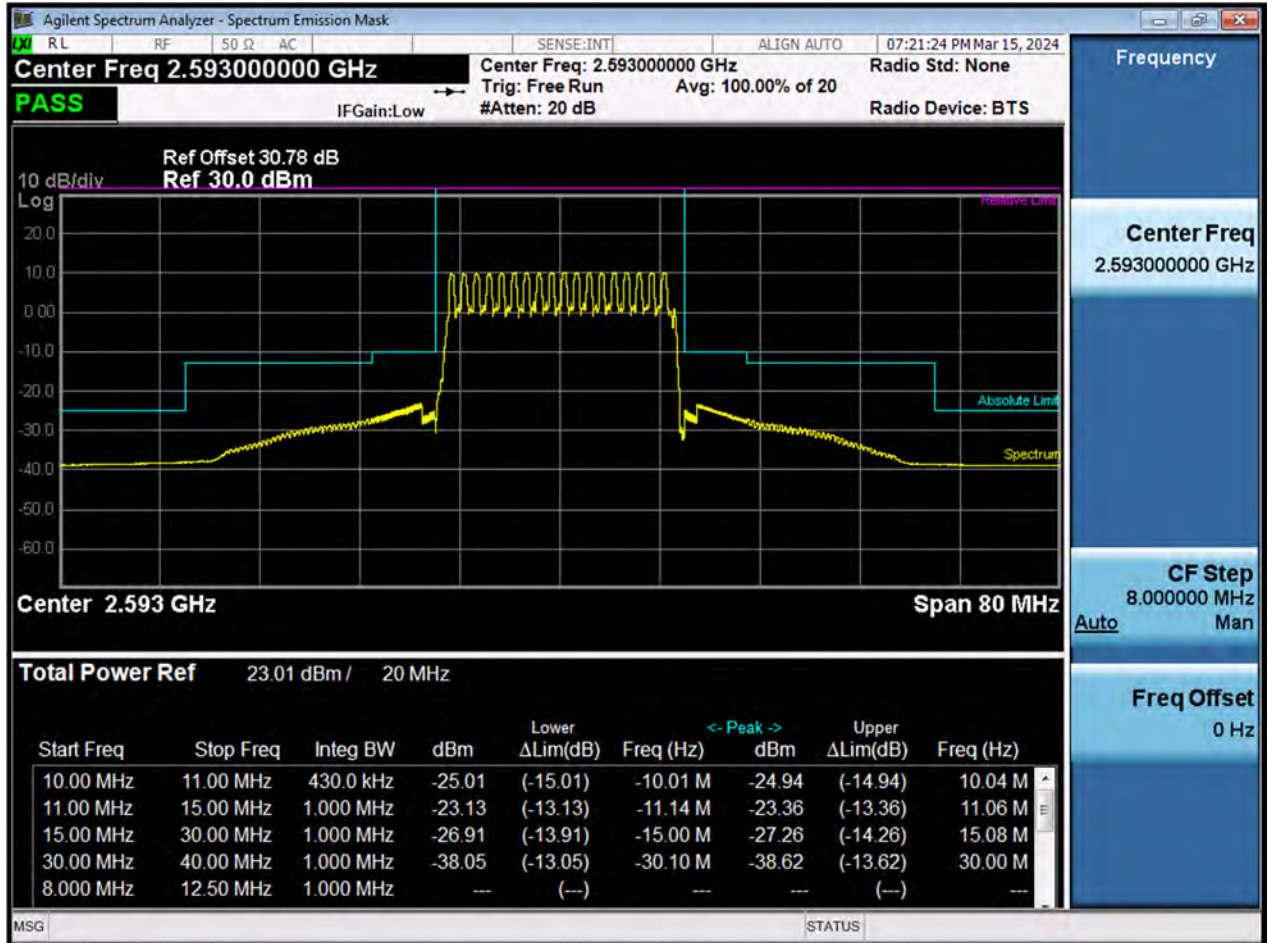 Agilent Spectrum Analyzer - Spectrum Emission Mask
LXI RL RF 50 Ω AC SENSE:INT ALIGN AUTO 07:21:24 PM Mar 15, 2024
Center Freq 2.593000000 GHz Center Freq: 2.593000000 GHz Radio Std: None
Trig: Free Run Avg: 100.00% of 20
PASS IFGain:Low #Atten: 20 dB Radio Device: BTS
Ref Offset 30.78 dB
10 dB/div Ref 30.0 dBm
Log
Relative Limit
20.0
10.0
0.00
-10.0
-20.0
Absolute Limit
-30.0
Spectrum
-40.0
-50.0
-60.0
Center 2.593 GHz Span 80 MHz
Total Power Ref 23.01 dBm / 20 MHz
Lower <- Peak -> Upper
Start Freq Stop Freq Integ BW dBm ΔLim(dB) Freq (Hz) dBm ΔLim(dB) Freq (Hz)
10.00 MHz 11.00 MHz 430.0 kHz -25.01 (-15.01) -10.01 M -24.94 (-14.94) 10.04 M
11.00 MHz 15.00 MHz 1.000 MHz -23.13 (-13.13) -11.14 M -23.36 (-13.36) 11.06 M
15.00 MHz 30.00 MHz 1.000 MHz -26.91 (-13.91) -15.00 M -27.26 (-14.26) 15.08 M
30.00 MHz 40.00 MHz 1.000 MHz -38.05 (-13.05) -30.10 M -38.62 (-13.62) 30.00 M
8.000 MHz 12.50 MHz 1.000 MHz --- (---) --- --- (---) ---
MSG STATUS
Frequency
Center Freq
2.593000000 GHz
CF Step
8.000000 MHz
Auto Man
Freq Offset
0 Hz